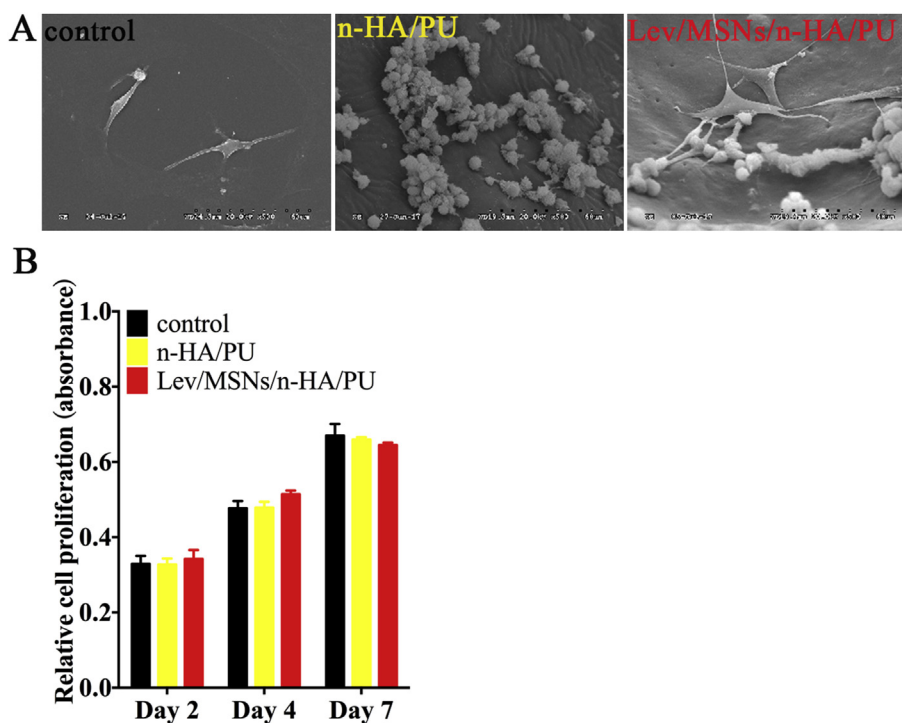 A
control
n-HA/PU
Lev/MSNs/n-HA/PU
B
Relative cell proliferation (absorbance)
1.0
0.8
0.6
0.4
0.2
0.0
control
n-HA/PU
Lev/MSNs/n-HA/PU
Day 2
Day 4
Day 7